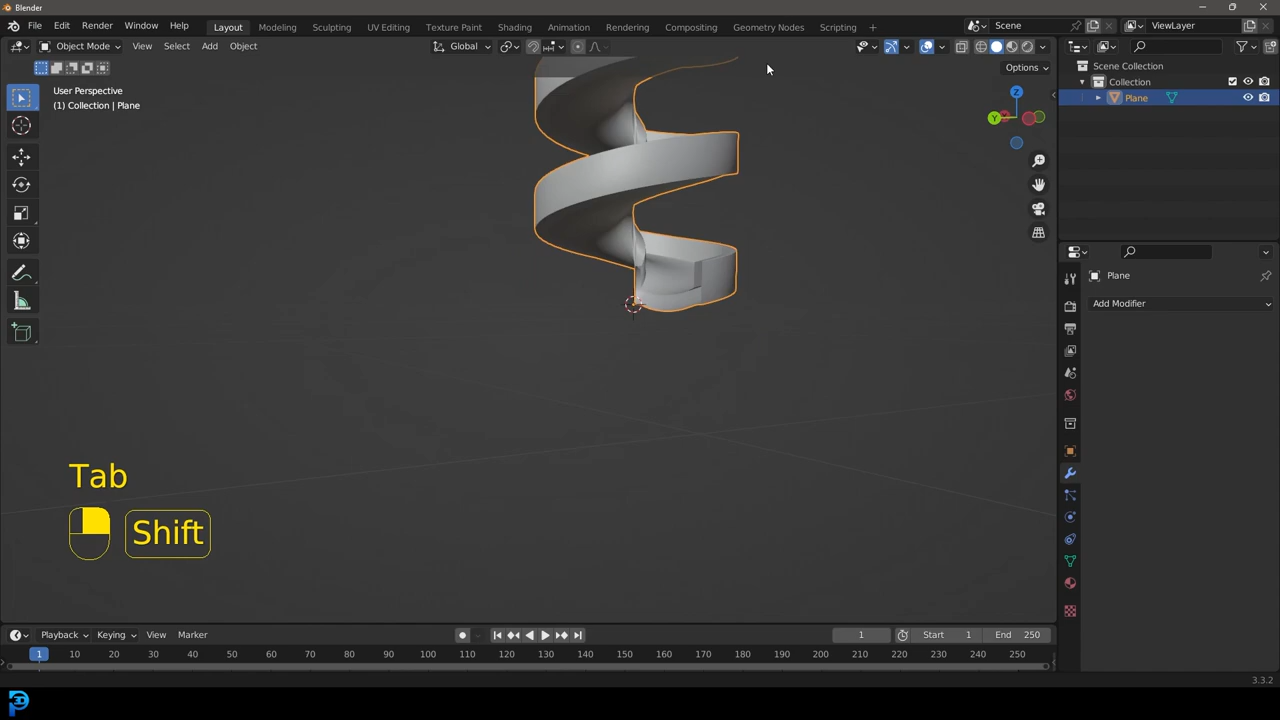 Blender
File Edit Render Window Help Layout Modeling Sculpting UV Editing Texture Paint Shading Animation Rendering Compositing Geometry Nodes Scripting + Scene ViewLayer
Object Mode View Select Add Object Global
Options
User Perspective
(1) Collection | Plane
Z
Y
Scene Collection
Collection
Plane
Plane
Add Modifier
Tab
Shift
Playback Keying View Marker 1 Start 1 End 250
1 10 20 30 40 50 60 70 80 90 100 110 120 130 140 150 160 170 180 190 200 210 220 230 240 250
3.3.2